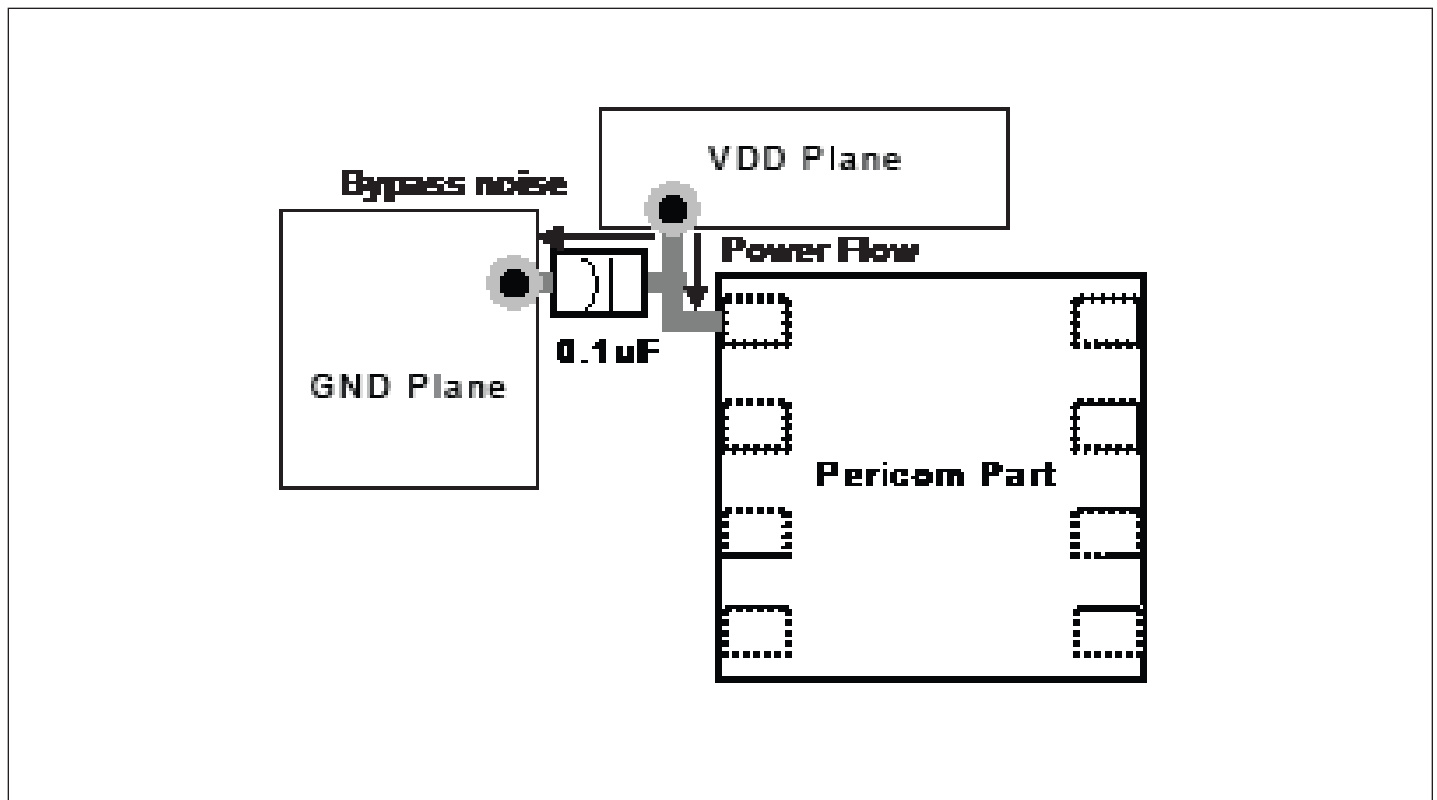 VDD Plane
Bypass noise
Power Flow
0.1uF
GND Plane
Pericom Part